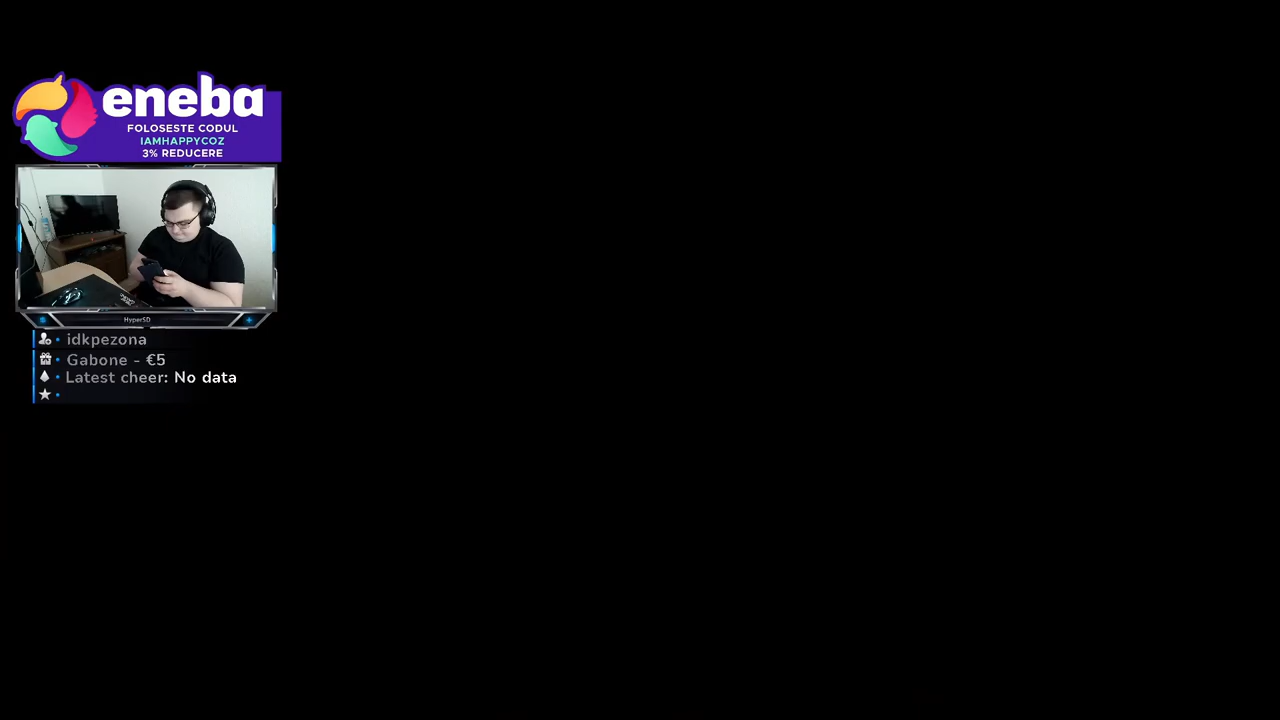 eneba
FOLOSESTE CODUL
IAMHAPPYCOZ
3% REDUCERE
HyperSD
idkpezona
Gabone - €5
Latest cheer: No data